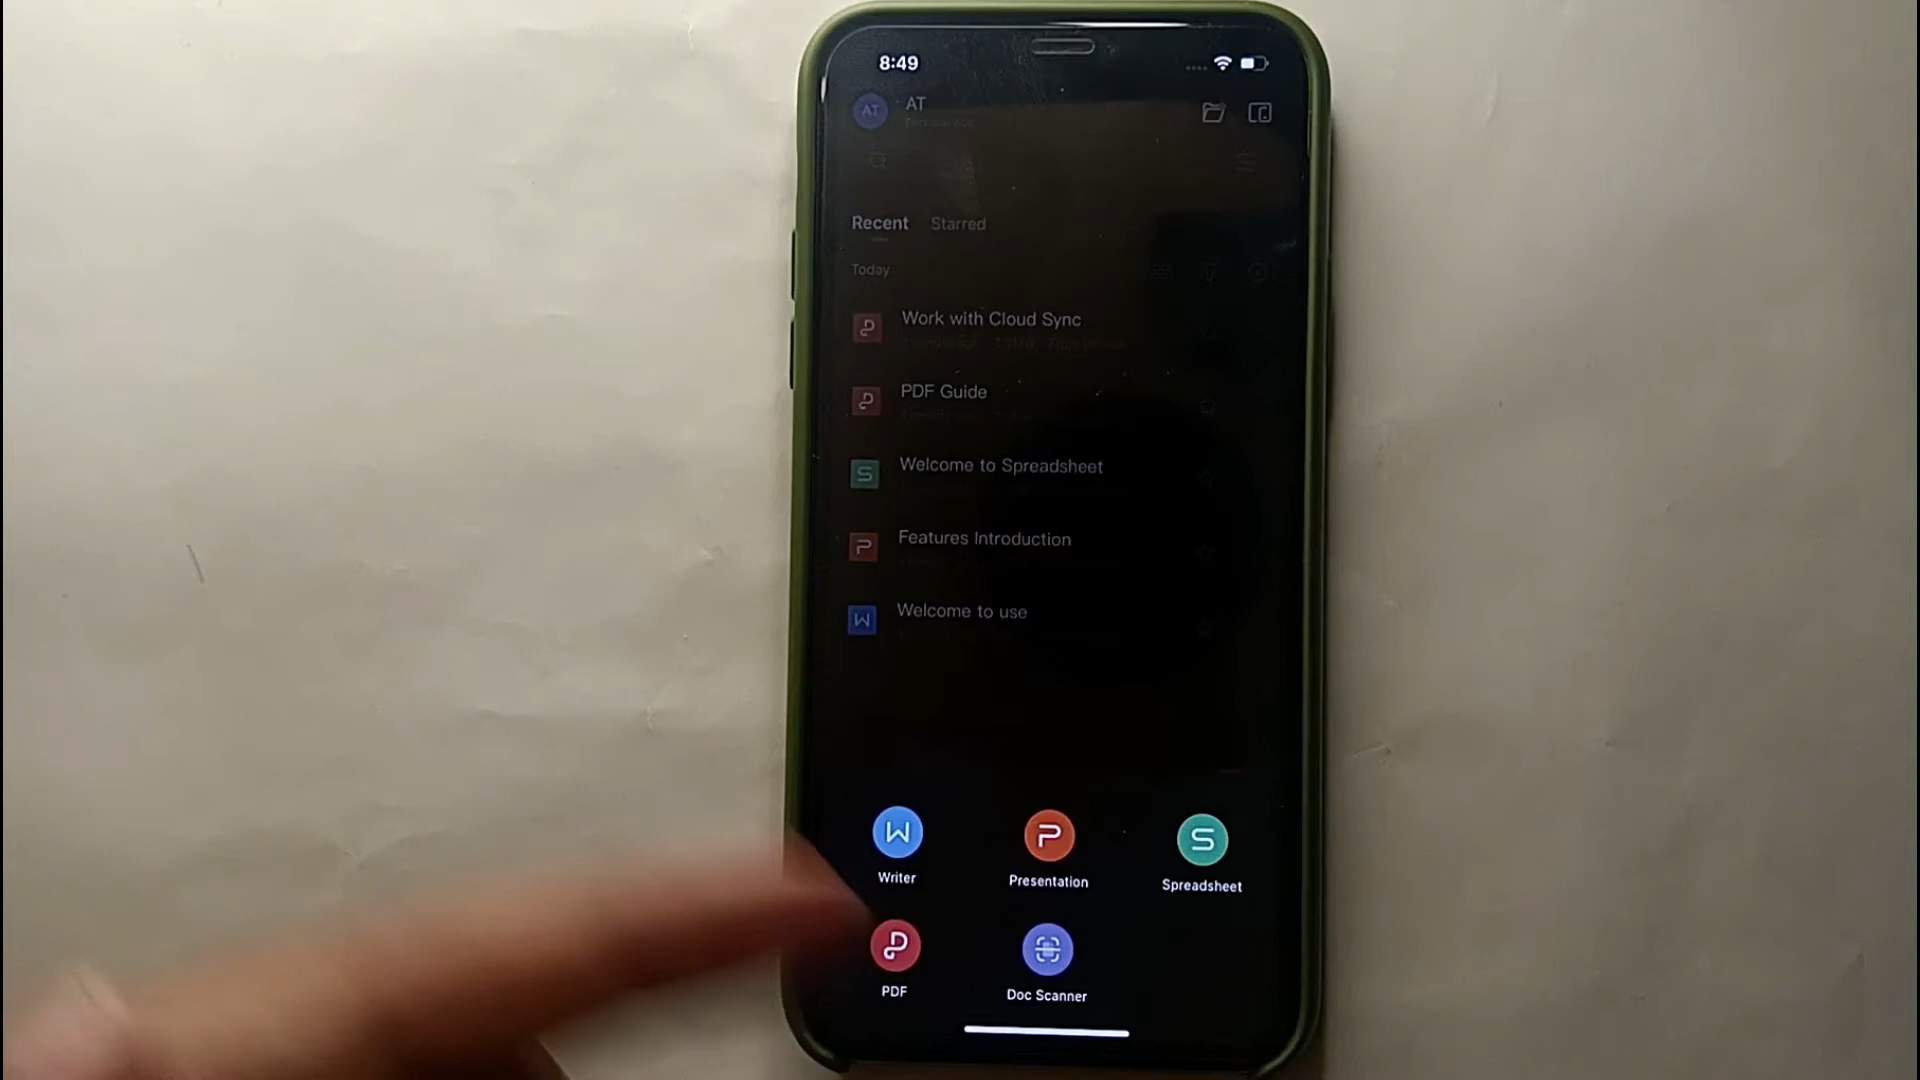 8:49
AT
AT
Recent Starred
Today
Work with Cloud Sync
PDF Guide
S Welcome to Spreadsheet
P Features Introduction
W Welcome to use
W P S
Writer Presentation Spreadsheet
PDF Doc Scanner